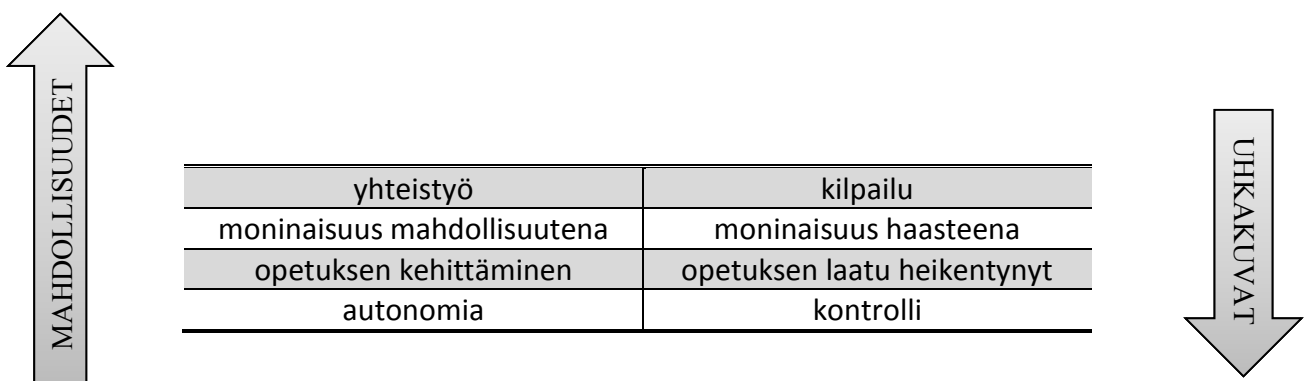 MAHDOLLISUUDET
yhteistyö kilpailu
moninaisuus mahdollisuutena moninaisuus haasteena
opetuksen kehittäminen opetuksen laatu heikentynyt
autonomia kontrolli
UHKAKUVAT